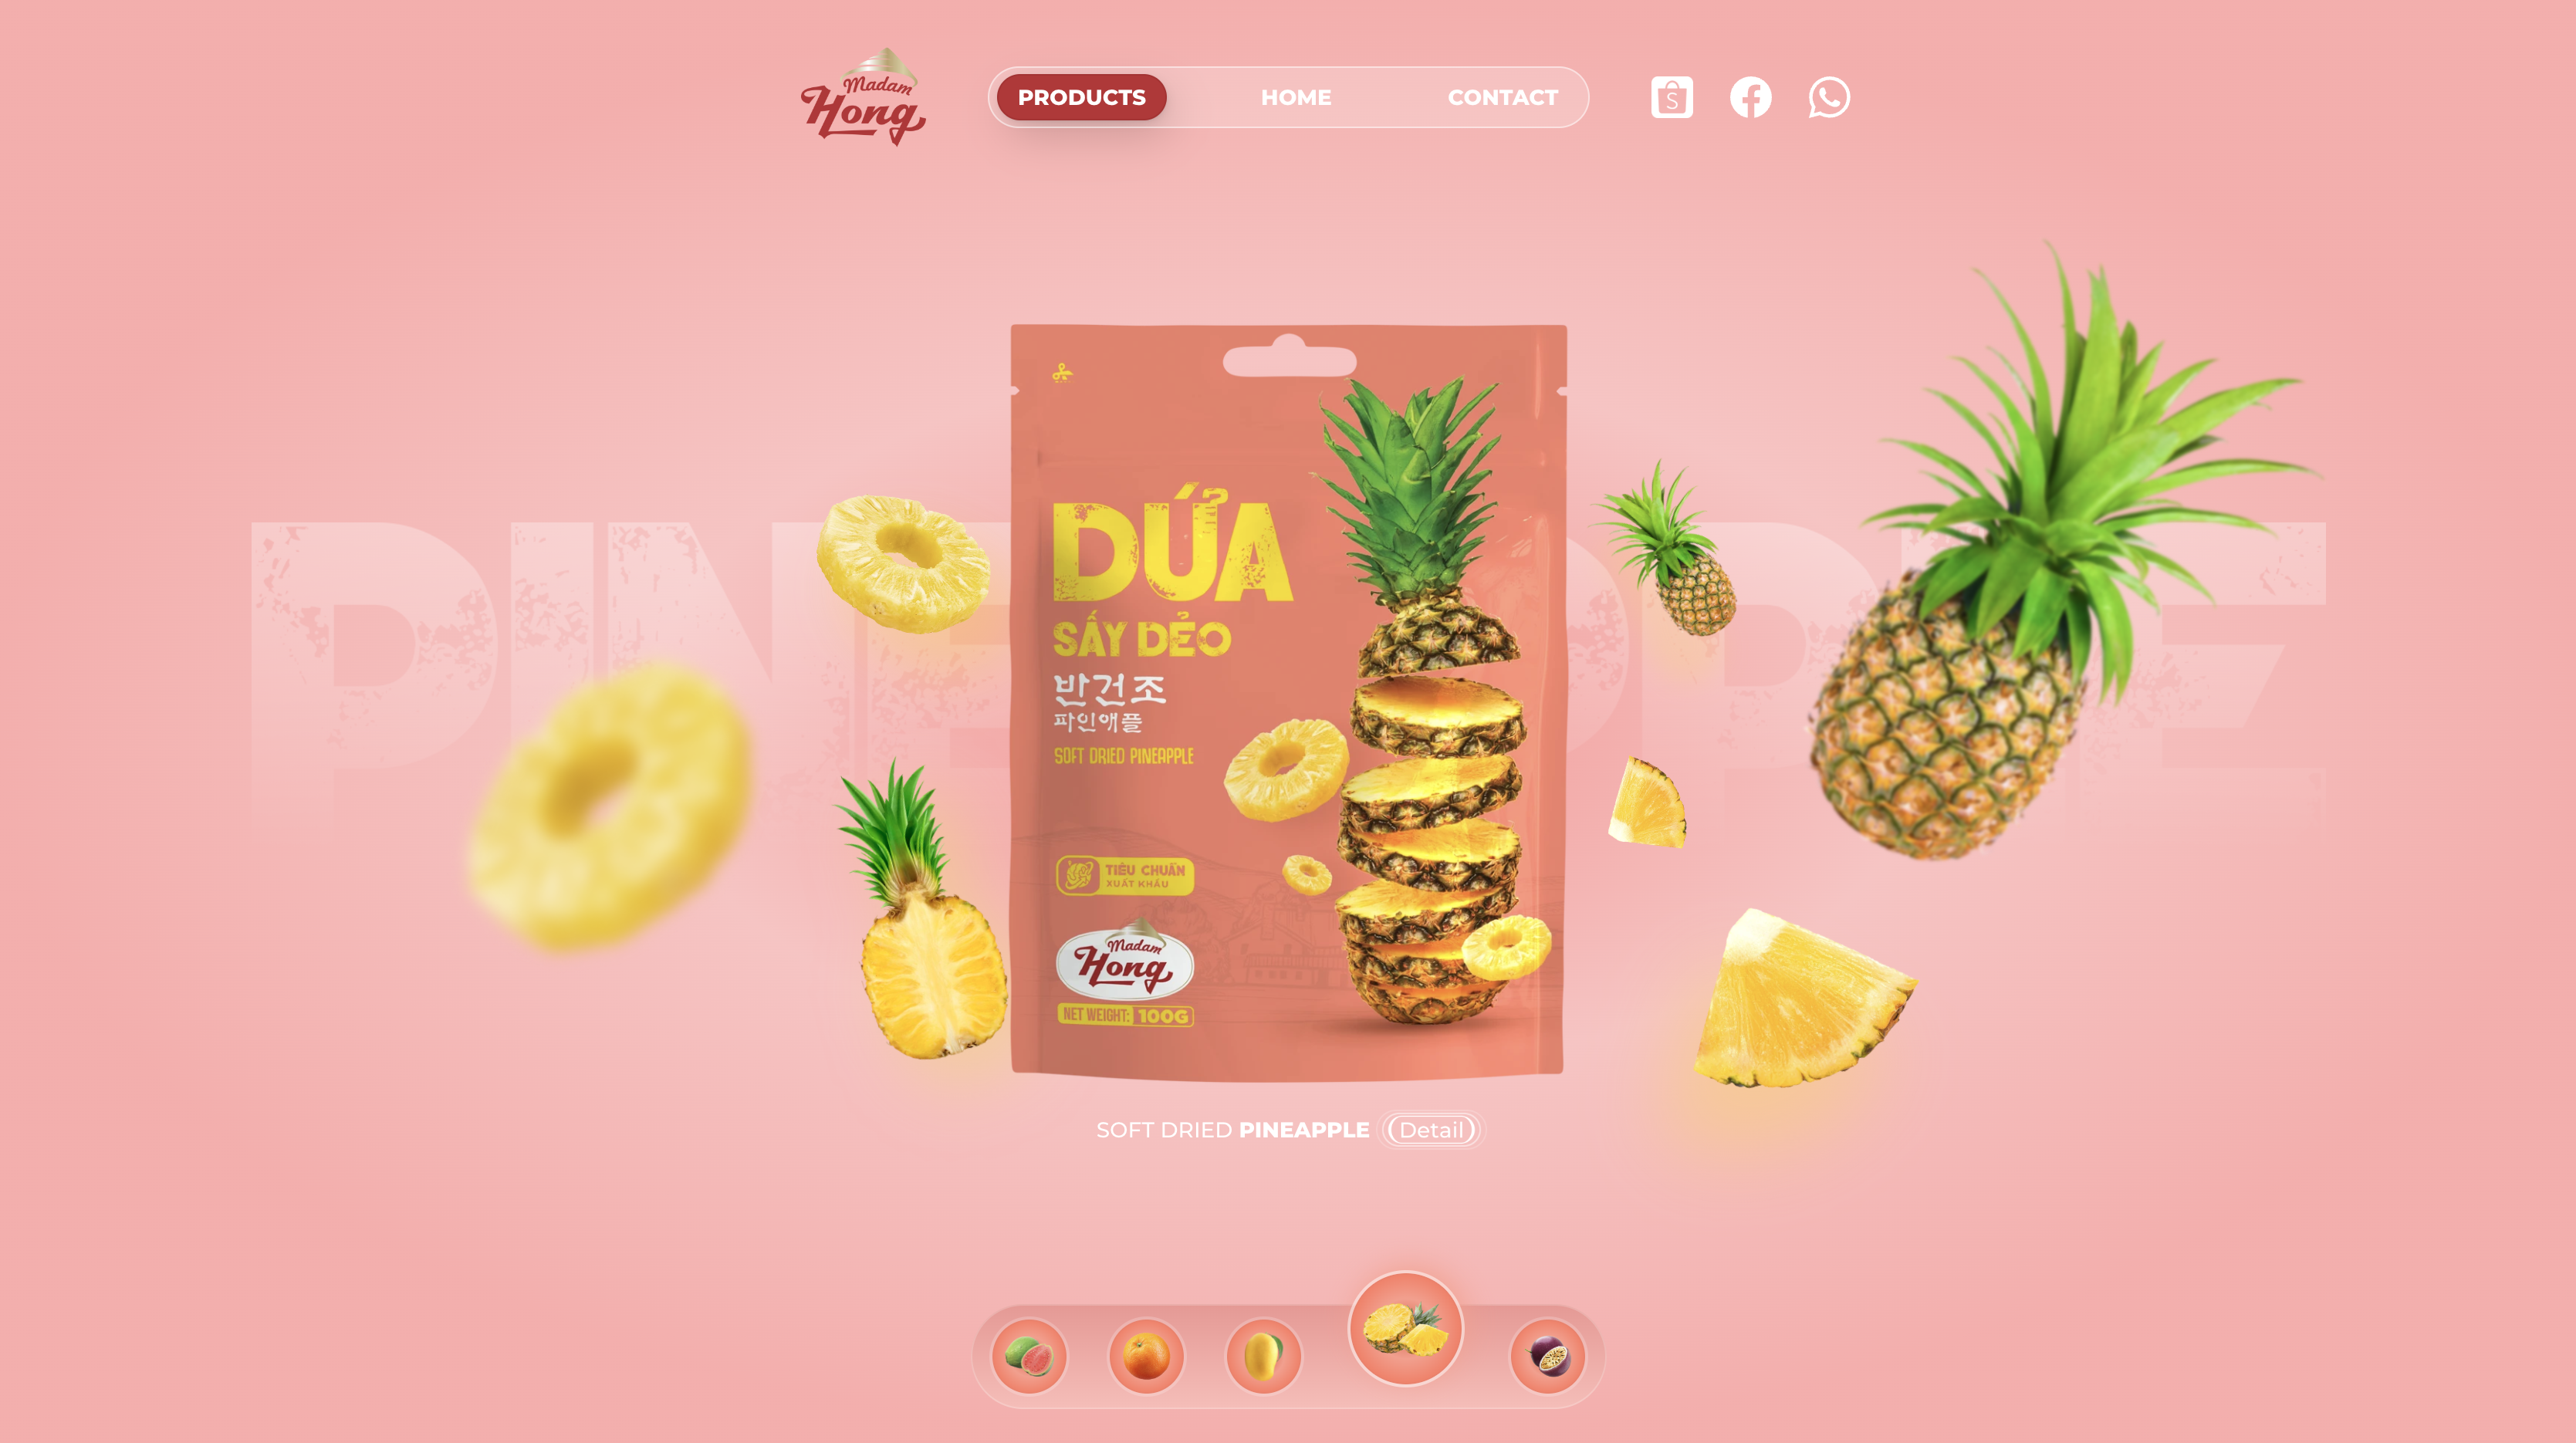 Madam
Hong
PRODUCTS
HOME
CONTACT
PINEAPPLE
DỨA
SẤY DẺO
반건조
파인애플
SOFT DRIED PINEAPPLE
TIÊU CHUẨN
XUẤT KHẨU
Madam
Hong
NET WEIGHT: 100G
SOFT DRIED PINEAPPLE Detail